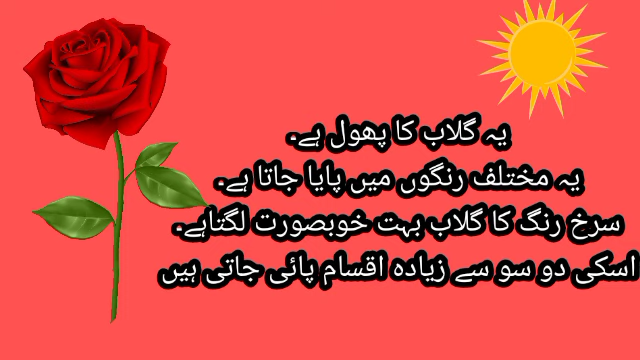 یہ گلاب کا پھول ہے۔
یہ مختلف رنگوں میں پایا جاتا ہے۔
سرخ رنگ کا گلاب بہت خوبصورت لگتاہے۔
اسکی دو سو سے زیادہ اقسام پائی جاتی ہیں